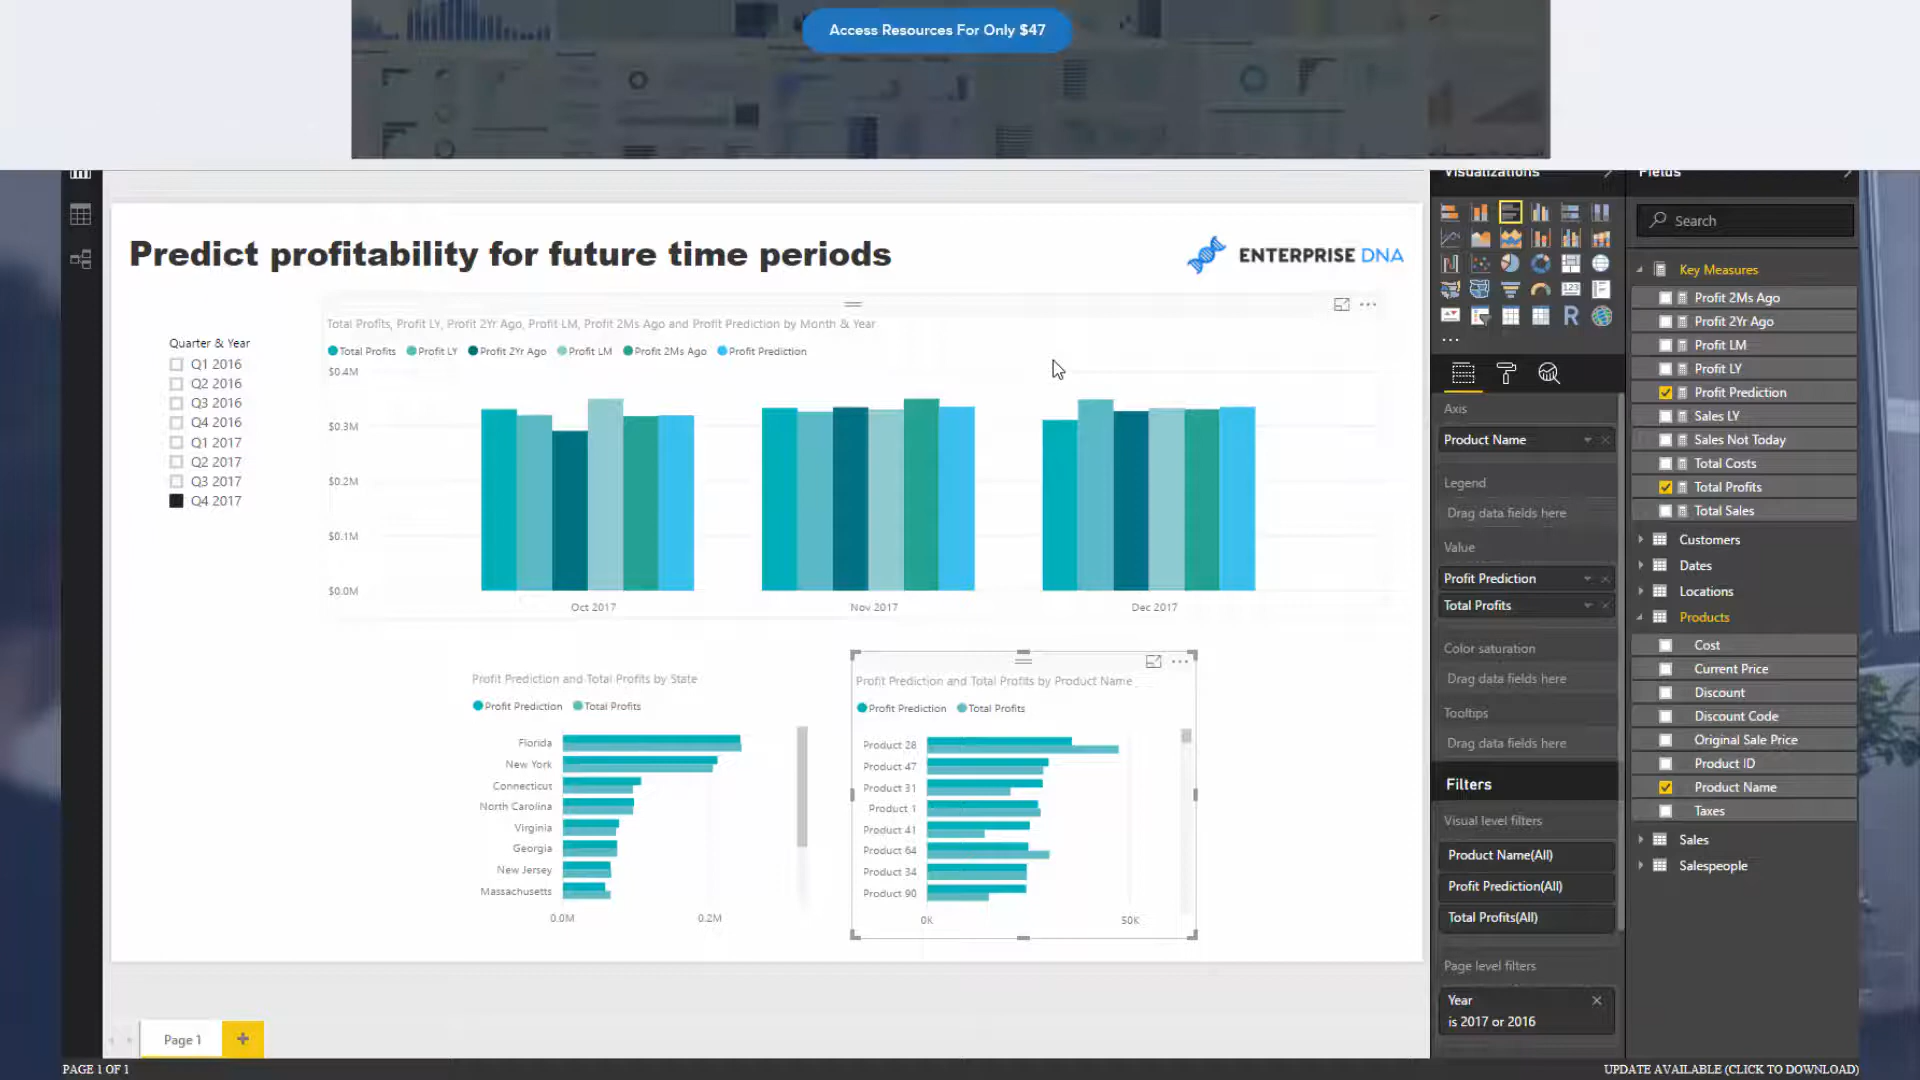 Access Resources For Only $47
Visualizations
Fields
Search
Predict profitability for future time periods
ENTERPRISE DNA
Total Profits, Profit LY, Profit 2Yr Ago, Profit LM, Profit 2Ms Ago and Profit Prediction by Month & Year
Total Profits Profit LY Profit 2Yr Ago Profit LM Profit 2Ms Ago Profit Prediction
$0.4M
$0.3M
$0.2M
$0.1M
$0.0M
Oct 2017
Nov 2017
Dec 2017
Quarter & Year
Q1 2016
Q2 2016
Q3 2016
Q4 2016
Q1 2017
Q2 2017
Q3 2017
Q4 2017
Profit Prediction and Total Profits by State
Profit Prediction Total Profits
Florida
New York
Connecticut
North Carolina
Virginia
Georgia
New Jersey
Massachusetts
0.0M
0.2M
Profit Prediction and Total Profits by Product Name
Profit Prediction Total Profits
Product 28
Product 47
Product 31
Product 1
Product 41
Product 64
Product 34
Product 90
0K
50K
R
123
Axis
Product Name
Legend
Drag data fields here
Value
Profit Prediction
Total Profits
Color saturation
Drag data fields here
Tooltips
Drag data fields here
Filters
Visual level filters
Product Name(All)
Profit Prediction(All)
Total Profits(All)
Page level filters
Year
is 2017 or 2016
Key Measures
Profit 2Ms Ago
Profit 2Yr Ago
Profit LM
Profit LY
Profit Prediction
Sales LY
Sales Not Today
Total Costs
Total Profits
Total Sales
Customers
Dates
Locations
Products
Cost
Current Price
Discount
Discount Code
Original Sale Price
Product ID
Product Name
Taxes
Sales
Salespeople
Page 1
PAGE 1 OF 1
UPDATE AVAILABLE (CLICK TO DOWNLOAD)